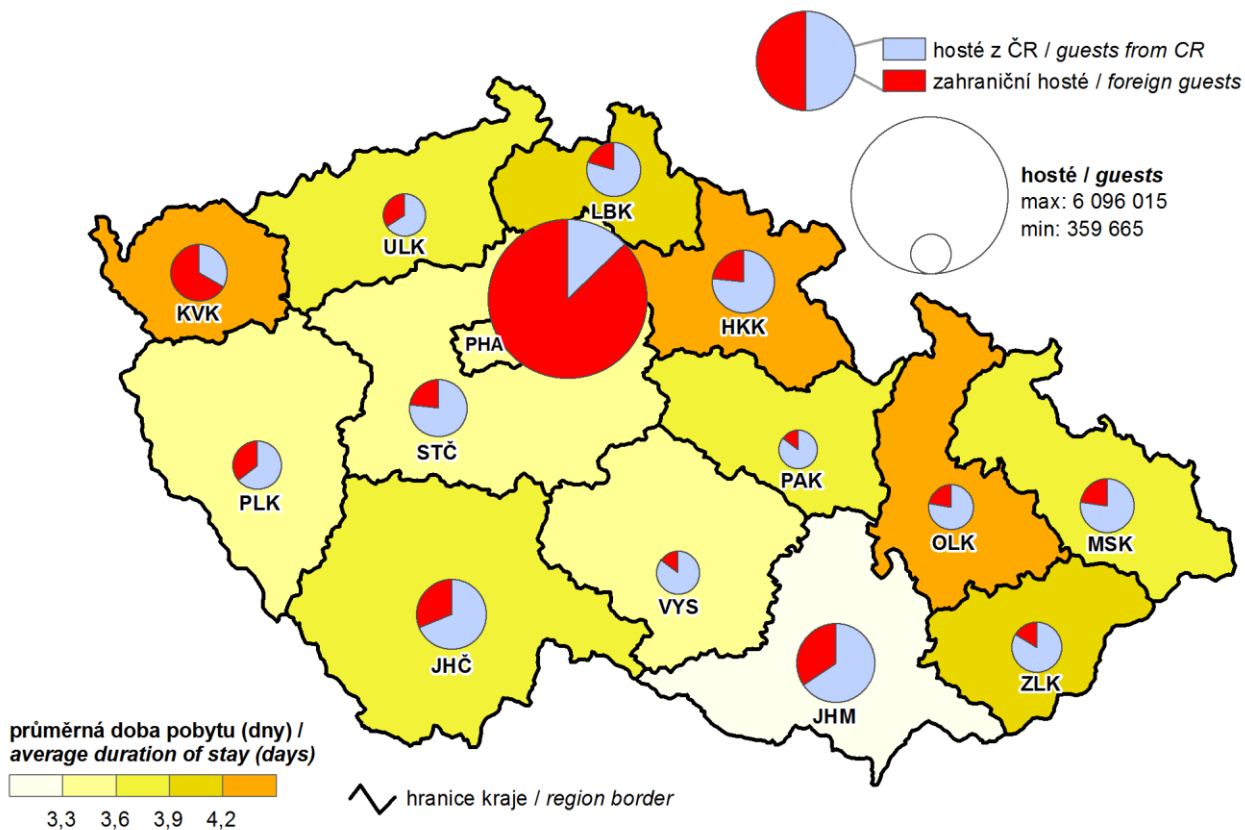 hosté z ČR / guests from CR
zahraniční hosté / foreign guests
hosté / guests
max: 6 096 015
min: 359 665
LBK
ULK
KVK
HKK
PHA
STČ
PLK
PAK
OLK
MSK
VYS
JHČ
ZLK
JHM
průměrná doba pobytu (dny) /
average duration of stay (days)
3,3 3,6 3,9 4,2
hranice kraje / region border